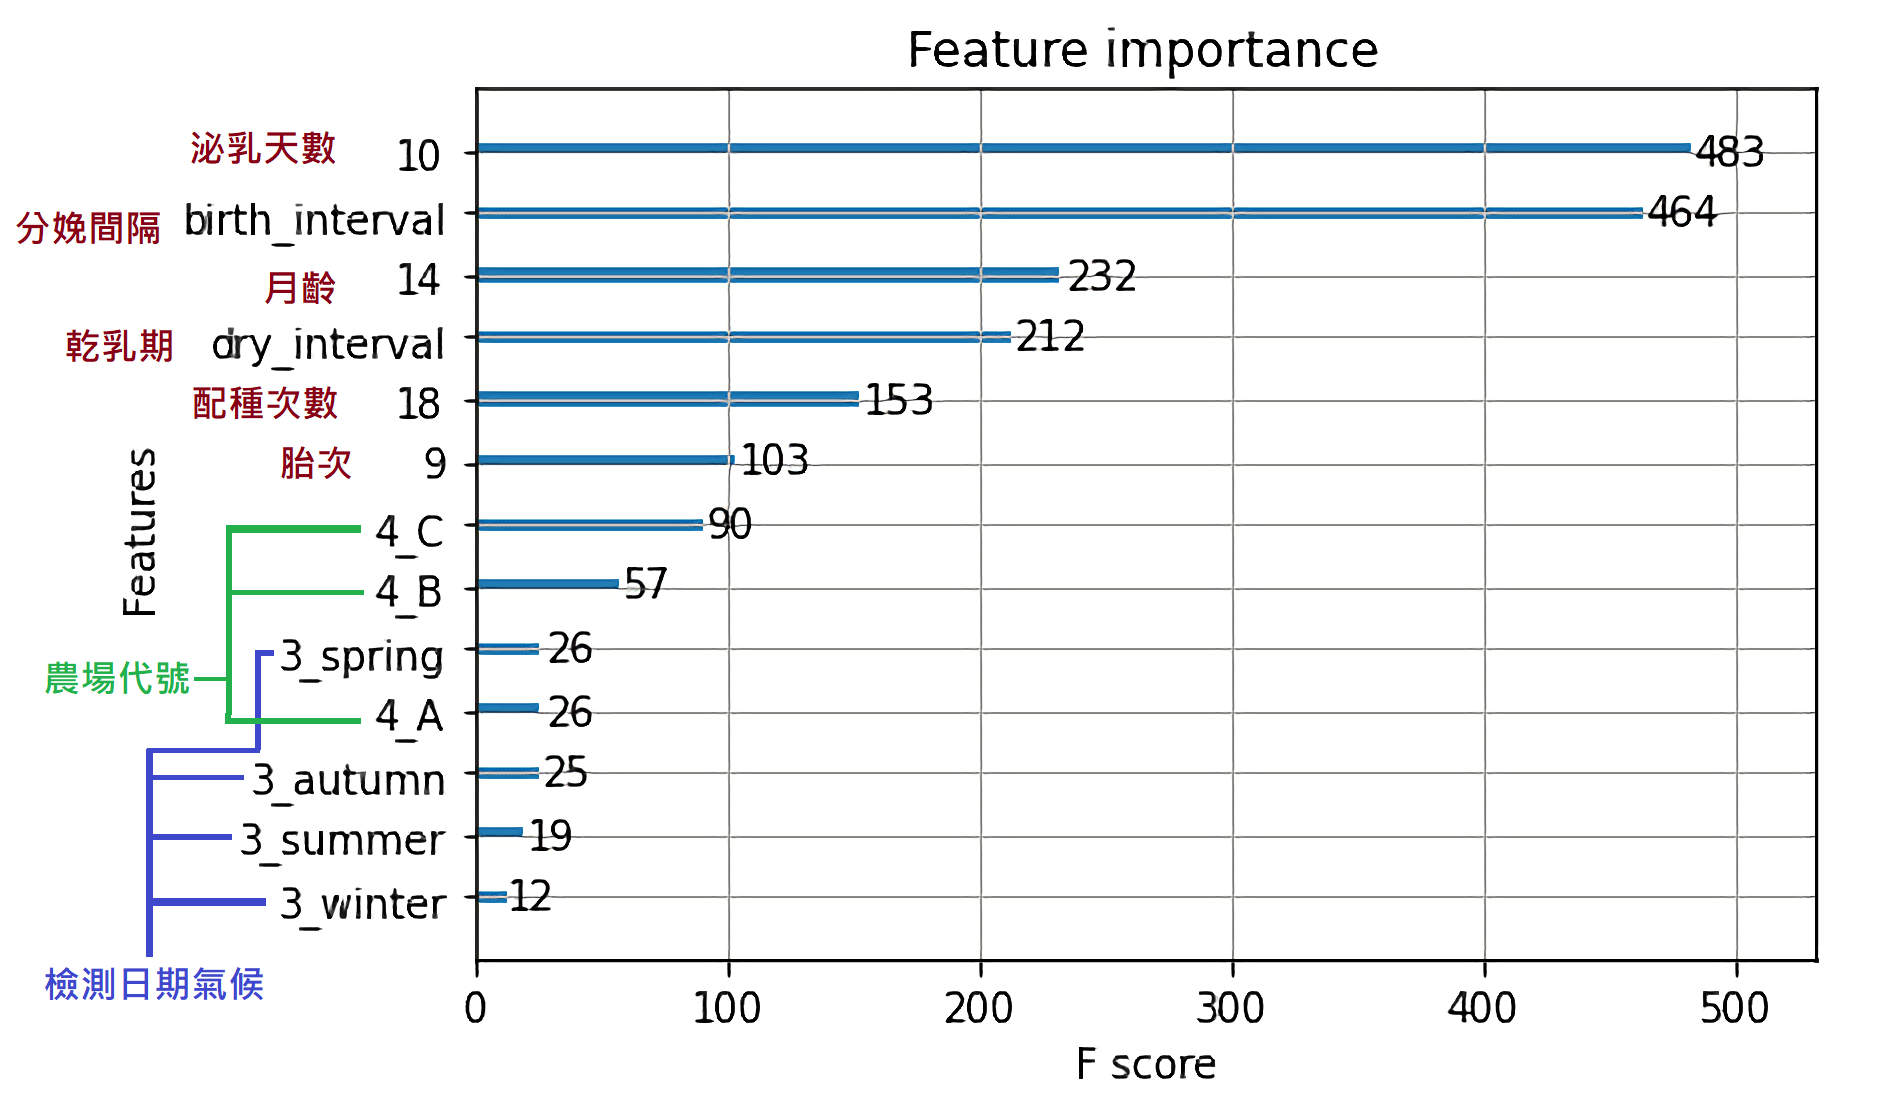 Feature importance
泌乳天數 10 483
分娩間隔 birth_interval 464
月齡 14 232
乾乳期 dry_interval 212
配種次數 18 153
胎次 9 103
Features
4_C 90
4_B 57
3_spring 26
農場代號
4_A 26
3_autumn 25
3_summer 19
3_winter 12
檢測日期氣候
0 100 200 300 400 500
F score